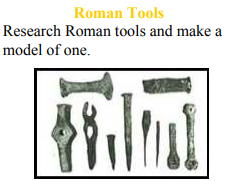 Roman Tools
Research Roman tools and make a
model of one.